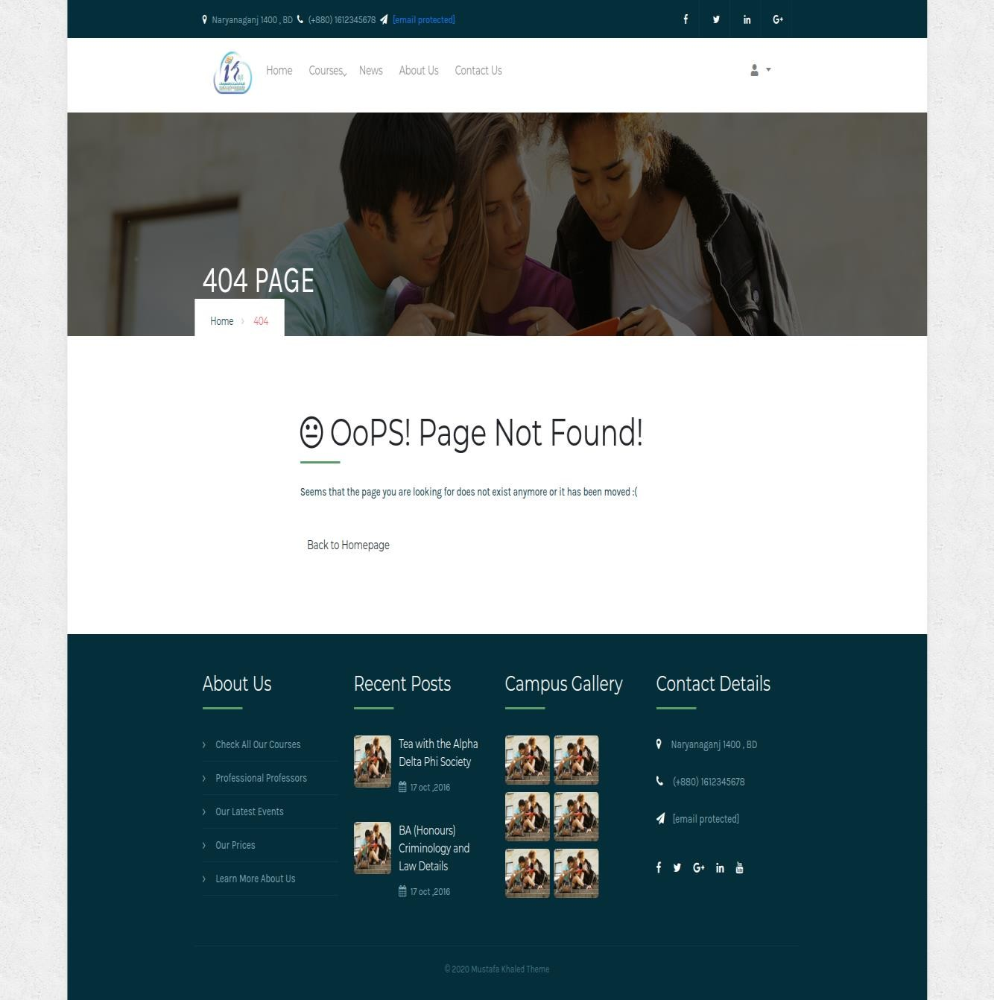 Naryanaganj 1400 , BD (+880) 1612345678 [email protected]
Home Courses News About Us Contact Us
404 PAGE
Home 404
OoPS! Page Not Found!
Seems that the page you are looking for does not exist anymore or it has been moved :(
Back to Homepage
About Us
Check All Our Courses
Professional Professors
Our Latest Events
Our Prices
Learn More About Us
Recent Posts
Tea with the Alpha
Delta Phi Society
17 oct ,2016
BA (Honours)
Criminology and
Law Details
17 oct ,2016
Campus Gallery
Contact Details
Naryanaganj 1400 , BD
(+880) 1612345678
[email protected]
© 2020 Mustafa Khaled Theme